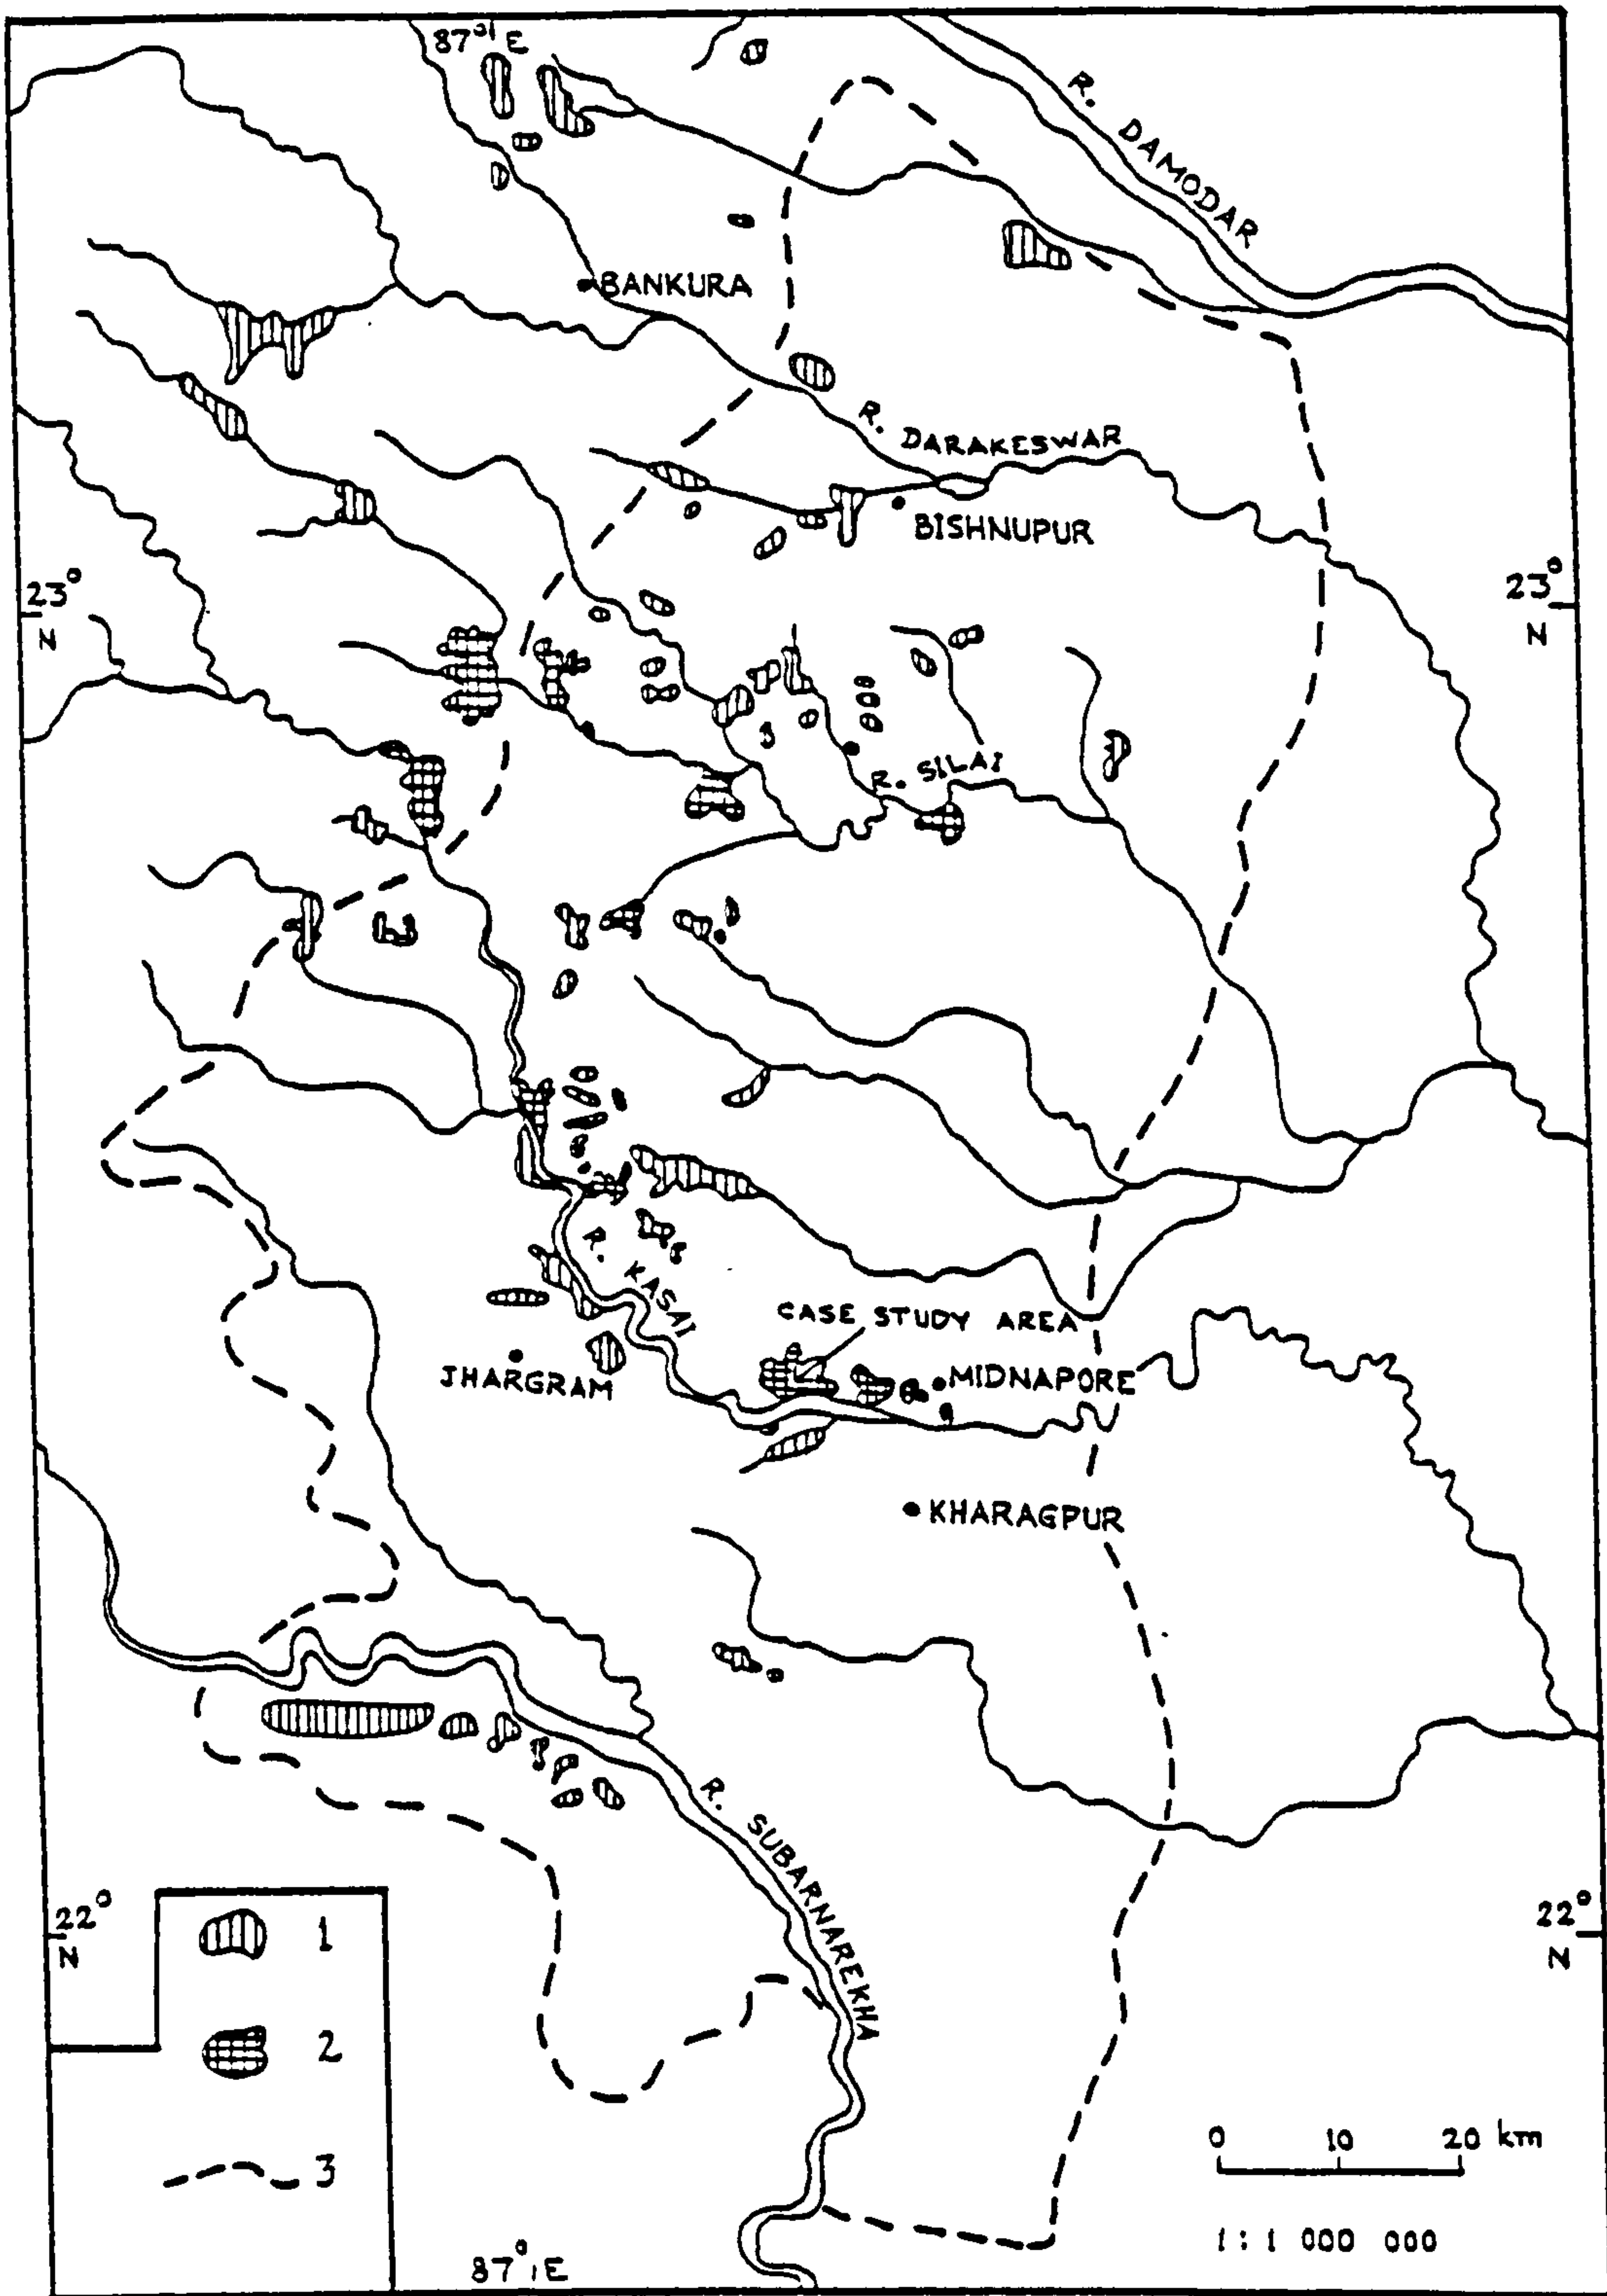 87° E
R. DAMODAR
BANKURA
R. DARAKESWAR
BISHNUPUR
23°
N
23°
N
R. SILAI
R. KASAI
CASE STUDY AREA
JHARGRAM
MIDNAPORE
KHARAGPUR
R. SUBARNAREKHA
22°
N
22°
N
1
2
3
0 10 20 km
1:1 000 000
87° E